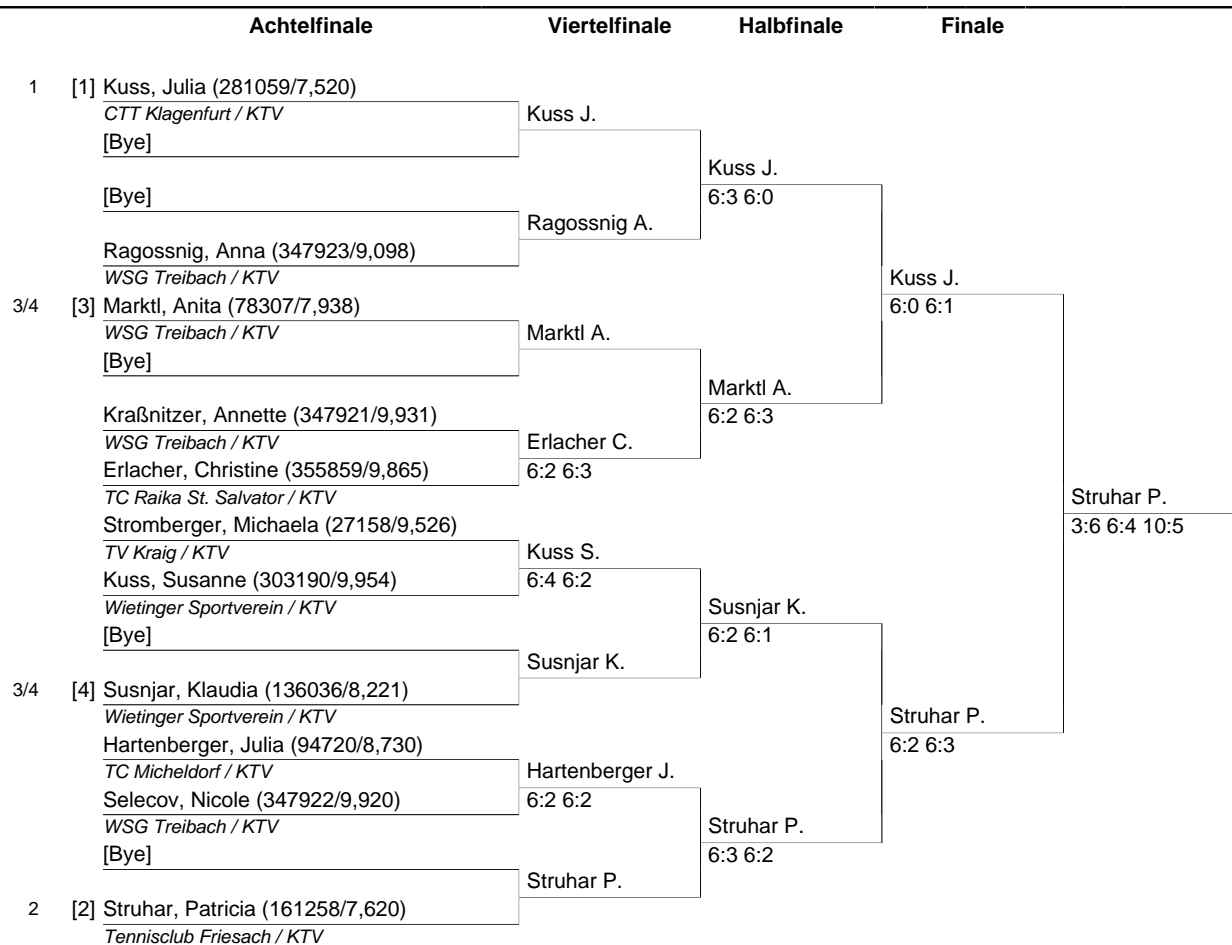 Achtelfinale Viertelfinale Halbfinale Finale
1 [1] Kuss, Julia (281059/7,520)
CTT Klagenfurt / KTV Kuss J.
[Bye]
Kuss J.
[Bye] 6:3 6:0
Ragossnig A.
Ragossnig, Anna (347923/9,098)
WSG Treibach / KTV Kuss J.
3/4 [3] Marktl, Anita (78307/7,938) 6:0 6:1
WSG Treibach / KTV Marktl A.
[Bye]
Marktl A.
Kraßnitzer, Annette (347921/9,931) 6:2 6:3
WSG Treibach / KTV Erlacher C.
Erlacher, Christine (355859/9,865) 6:2 6:3
TC Raika St. Salvator / KTV Struhar P.
Stromberger, Michaela (27158/9,526) 3:6 6:4 10:5
TV Kraig / KTV Kuss S.
Kuss, Susanne (303190/9,954) 6:4 6:2
Wietinger Sportverein / KTV Susnjar K.
[Bye] 6:2 6:1
Susnjar K.
3/4 [4] Susnjar, Klaudia (136036/8,221)
Wietinger Sportverein / KTV Struhar P.
Hartenberger, Julia (94720/8,730) 6:2 6:3
TC Micheldorf / KTV Hartenberger J.
Selecov, Nicole (347922/9,920) 6:2 6:2
WSG Treibach / KTV Struhar P.
[Bye] 6:3 6:2
Struhar P.
2 [2] Struhar, Patricia (161258/7,620)
Tennisclub Friesach / KTV